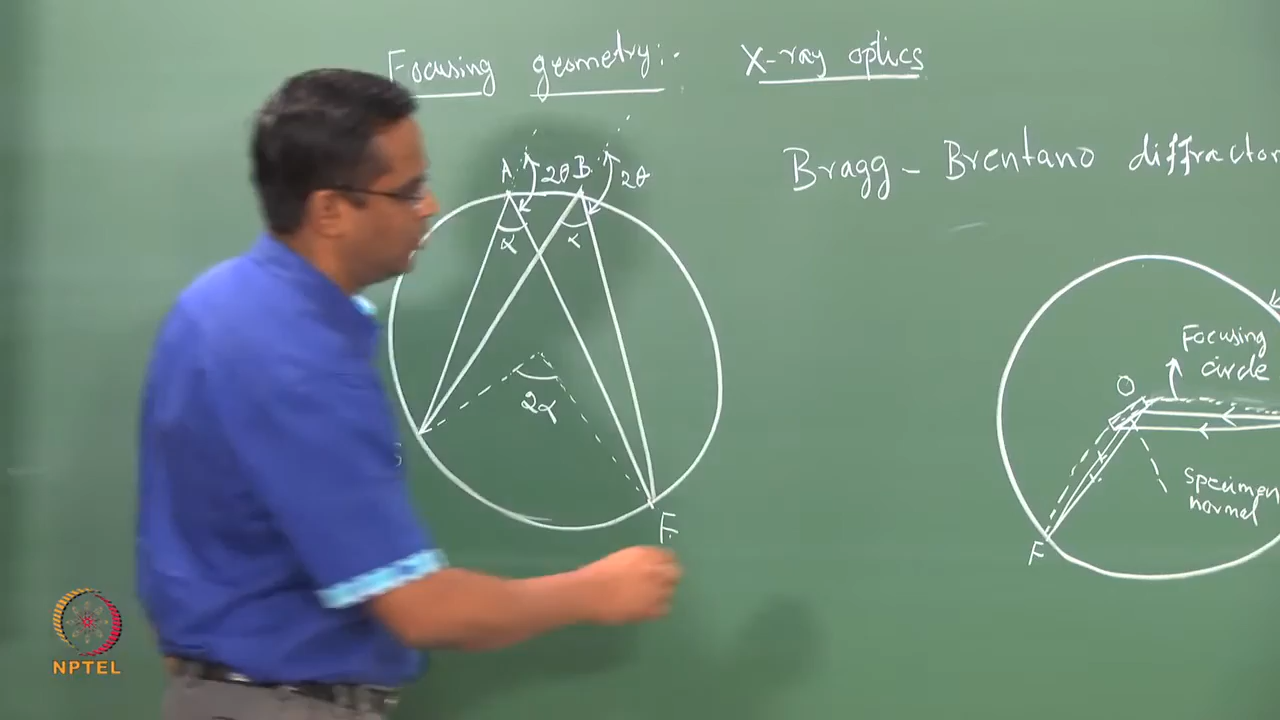 Focusing geometry:- X-ray optics
Bragg - Brentano diffractor
A 2θ B 2θ
α α
2α
S
F
Focusing
circle
O
Specimen
normal
F
NPTEL